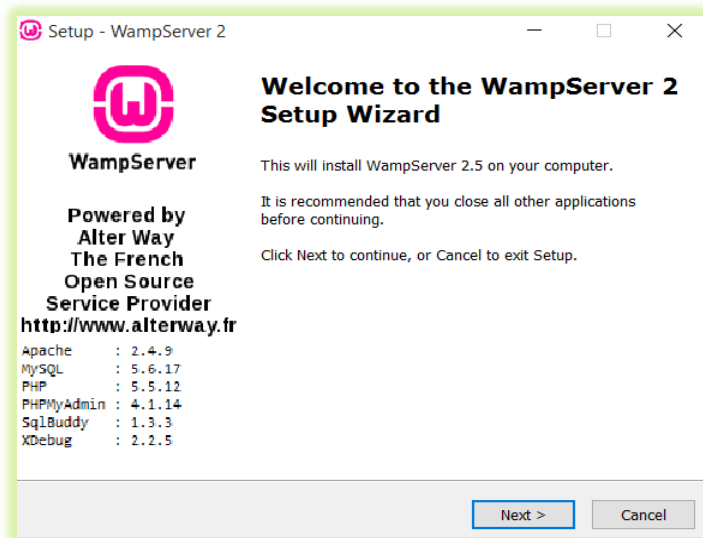 Setup - WampServer 2
WampServer
Powered by
Alter Way
The French
Open Source
Service Provider
http://www.alterway.fr
Apache : 2.4.9
MySQL : 5.6.17
PHP : 5.5.12
PHPMyAdmin : 4.1.14
SqlBuddy : 1.3.3
XDebug : 2.2.5
Welcome to the WampServer 2
Setup Wizard
This will install WampServer 2.5 on your computer.
It is recommended that you close all other applications
before continuing.
Click Next to continue, or Cancel to exit Setup.
Next >
Cancel